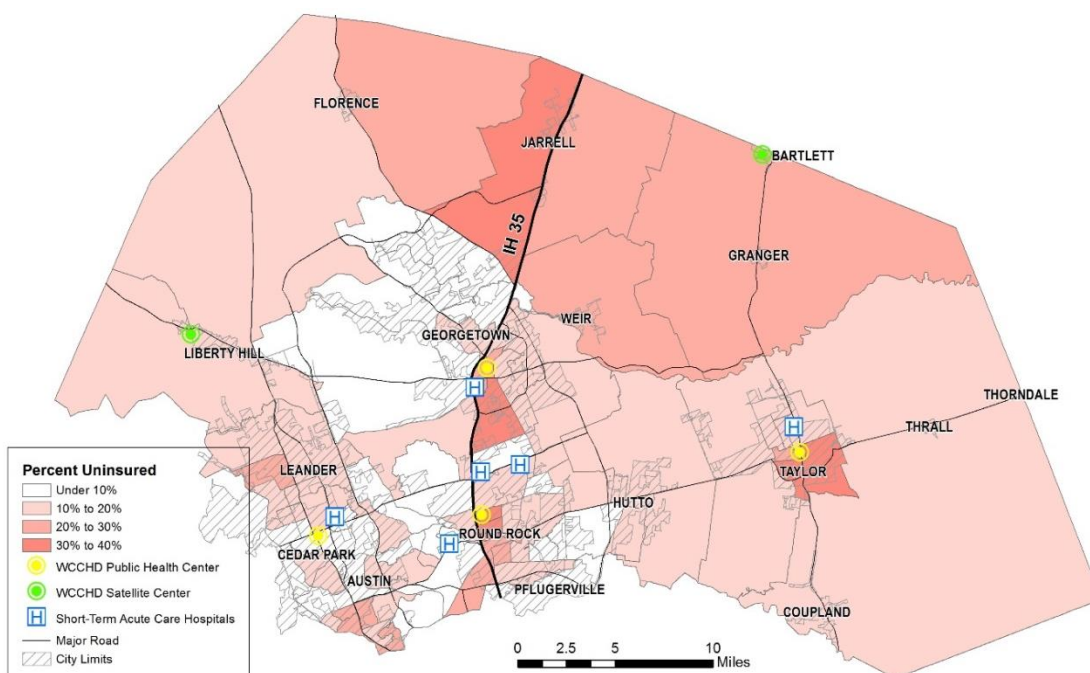 FLORENCE
JARRELL
BARTLETT
IH 35
GRANGER
WEIR
GEORGETOWN
LIBERTY HILL
H
THORNDALE
THRALL
H
TAYLOR
LEANDER
H
H
HUTTO
H
ROUND ROCK
H
CEDAR PARK
AUSTIN
PFLUGERVILLE
COUPLAND
Percent Uninsured
Under 10%
10% to 20%
20% to 30%
30% to 40%
WCCHD Public Health Center
WCCHD Satellite Center
H Short-Term Acute Care Hospitals
Major Road
City Limits
0 2.5 5 10
Miles